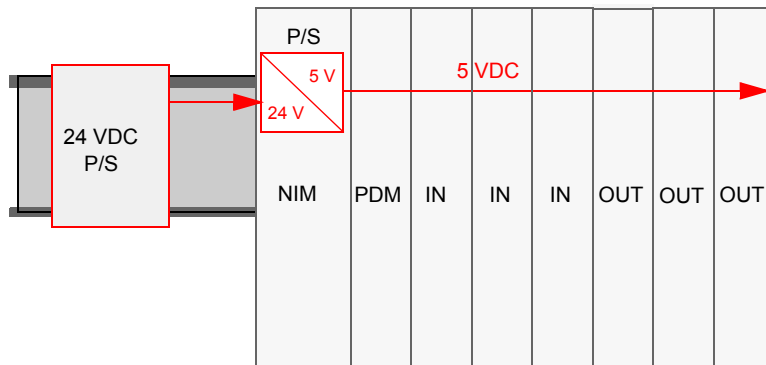 P/S
5 V
24 V
5 VDC
24 VDC
P/S
NIM
PDM
IN
IN
IN
OUT
OUT
OUT